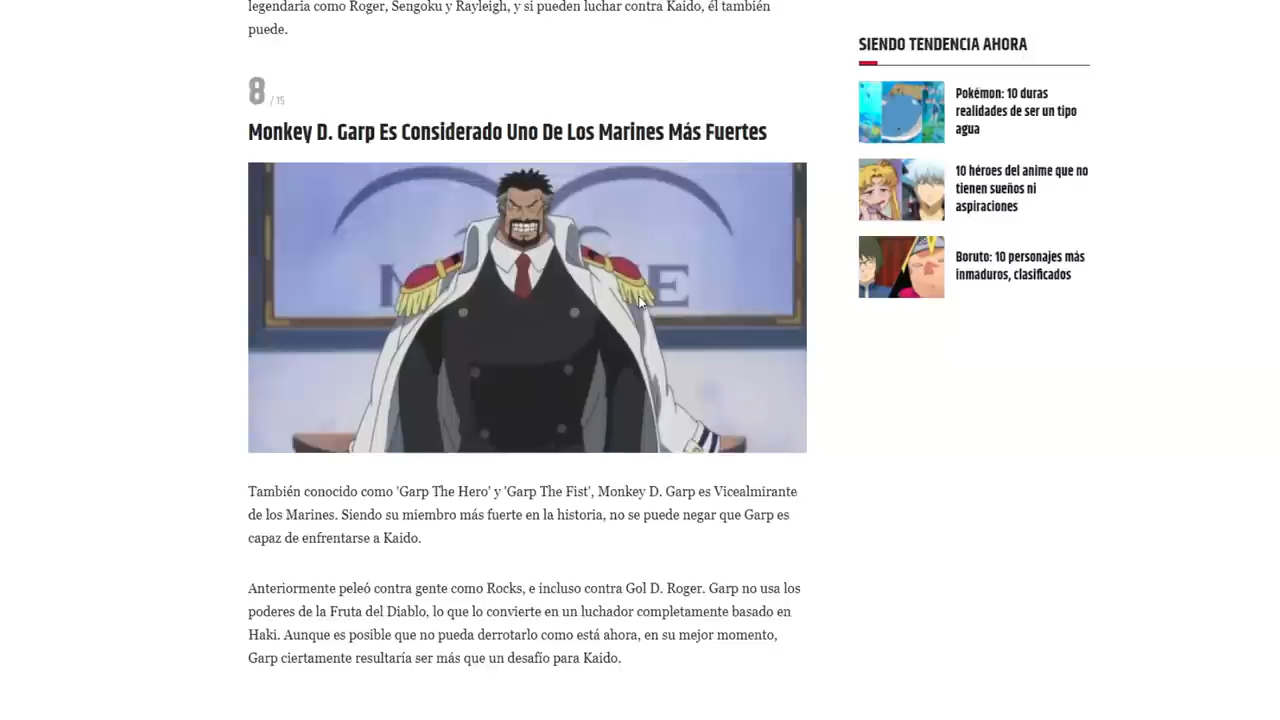 legendaria como Roger, Sengoku y Rayleigh, y si pueden luchar contra Kaido, él también
puede.
8 / 15
Monkey D. Garp Es Considerado Uno De Los Marines Más Fuertes
M E
También conocido como 'Garp The Hero' y 'Garp The Fist', Monkey D. Garp es Vicealmirante
de los Marines. Siendo su miembro más fuerte en la historia, no se puede negar que Garp es
capaz de enfrentarse a Kaido.
Anteriormente peleó contra gente como Rocks, e incluso contra Gol D. Roger. Garp no usa los
poderes de la Fruta del Diablo, lo que lo convierte en un luchador completamente basado en
Haki. Aunque es posible que no pueda derrotarlo como está ahora, en su mejor momento,
Garp ciertamente resultaría ser más que un desafío para Kaido.
SIENDO TENDENCIA AHORA
Pokémon: 10 duras
realidades de ser un tipo
agua
10 héroes del anime que no
tienen sueños ni
aspiraciones
Boruto: 10 personajes más
inmaduros, clasificados